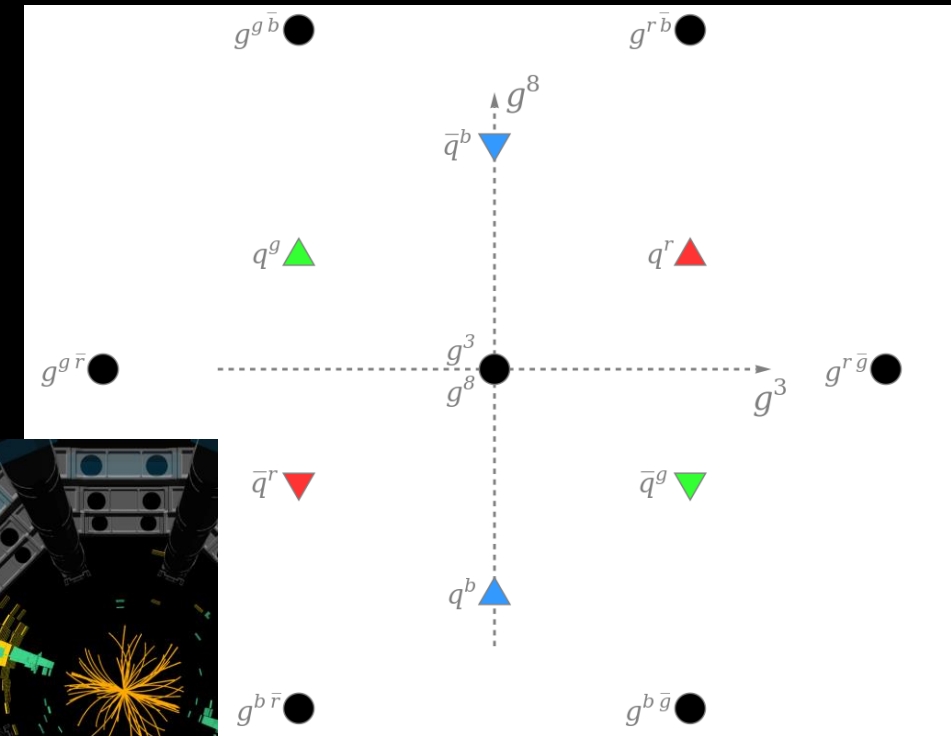 g^{g b̅} g^{r b̅}
g^8
q̅^b
q^g q^r
g^3
g^{g r̅} g^{r g̅}
g^8 g^3
q̅^r q̅^g
q^b
g^{b r̅} g^{b g̅}